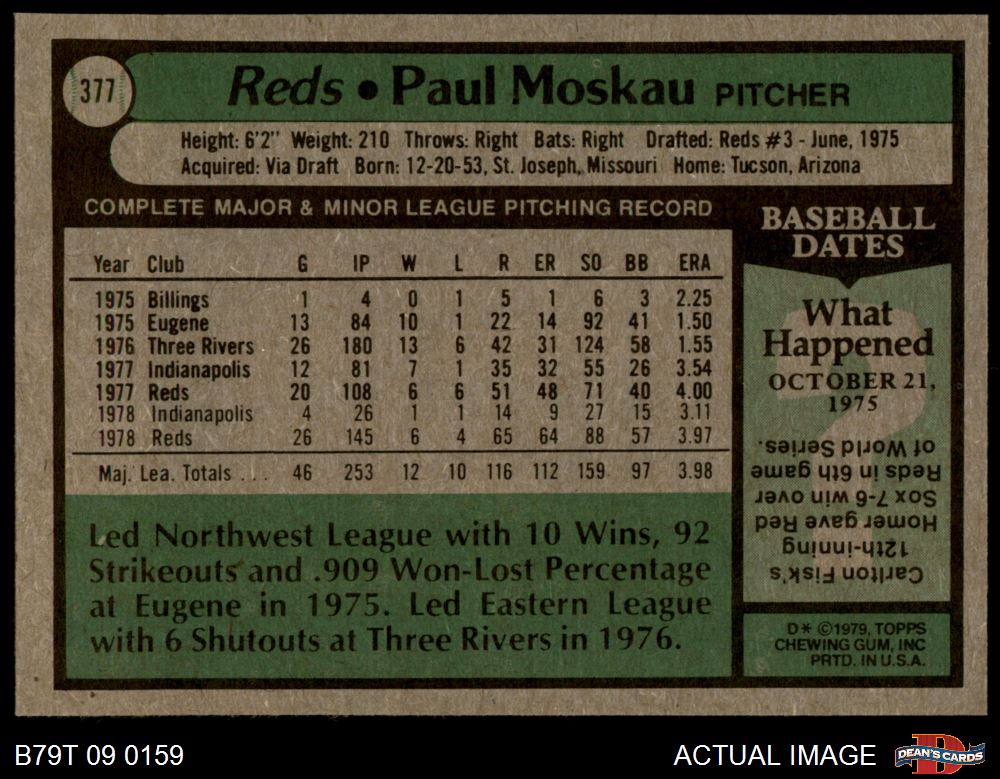 377
Reds • Paul Moskau PITCHER
Height: 6'2" Weight: 210 Throws: Right Bats: Right Drafted: Reds #3 - June, 1975
Acquired: Via Draft Born: 12-20-53, St. Joseph, Missouri Home: Tucson, Arizona
COMPLETE MAJOR & MINOR LEAGUE PITCHING RECORD
Year Club G IP W L R ER SO BB ERA
1975 Billings 1 4 0 1 5 1 6 3 2.25
1975 Eugene 13 84 10 1 22 14 92 41 1.50
1976 Three Rivers 26 180 13 6 42 31 124 58 1.55
1977 Indianapolis 12 81 7 1 35 32 55 26 3.54
1977 Reds 20 108 6 6 51 48 71 40 4.00
1978 Indianapolis 4 26 1 1 14 9 27 15 3.11
1978 Reds 26 145 6 4 65 64 88 57 3.97
Maj. Lea. Totals . . . 46 253 12 10 116 112 159 97 3.98
Led Northwest League with 10 Wins, 92
Strikeouts and .909 Won-Lost Percentage
at Eugene in 1975. Led Eastern League
with 6 Shutouts at Three Rivers in 1976.
BASEBALL
DATES
What
Happened
OCTOBER 21,
1975
Carlton Fisk's
12th-inning
Homer gave Red
Sox 7-6 win over
Reds in 6th game
of World Series.
D* ©1979, TOPPS
CHEWING GUM, INC
PRTD. IN U.S.A.
B79T 09 0159
ACTUAL IMAGE
DEAN'S CARDS